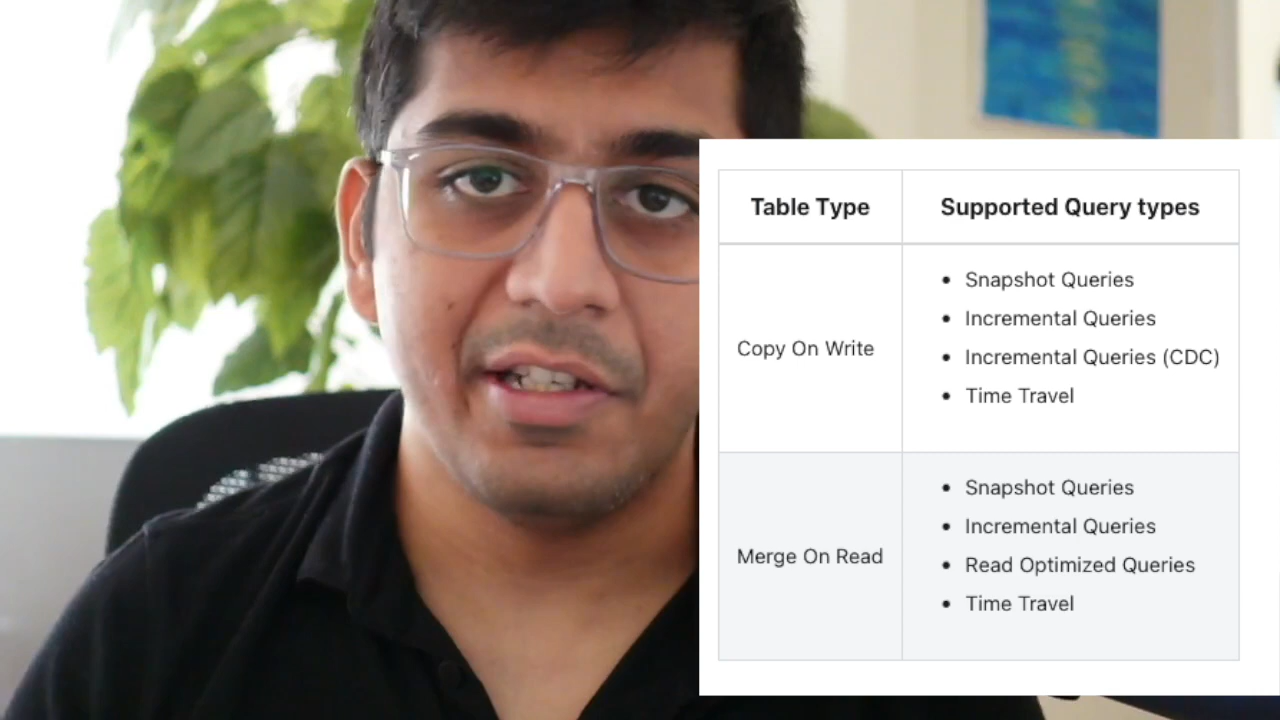 Table Type
Supported Query types
Copy On Write
Snapshot Queries
Incremental Queries
Incremental Queries (CDC)
Time Travel
Merge On Read
Snapshot Queries
Incremental Queries
Read Optimized Queries
Time Travel